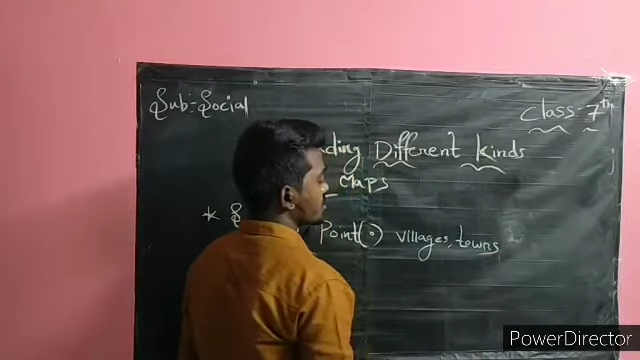 Sub:- Social
Class:- 7th
ding Different Kinds
Maps
* S Point(•) villages, towns
PowerDirector